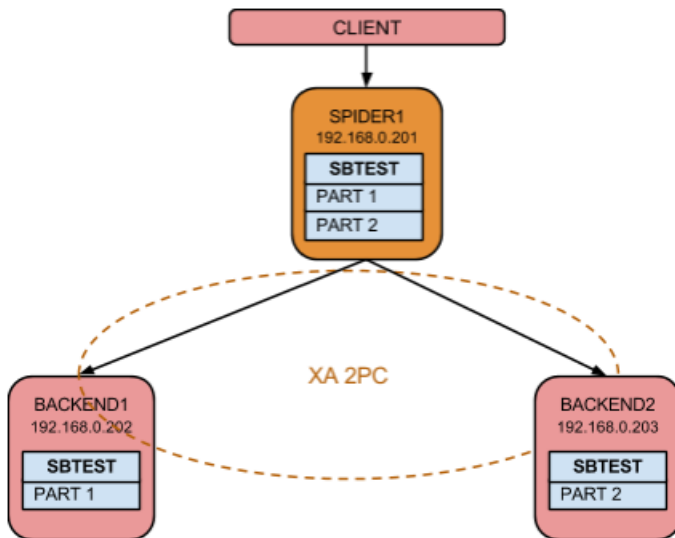 CLIENT
SPIDER1
192.168.0.201
SBTEST
PART 1
PART 2
XA 2PC
BACKEND1
192.168.0.202
SBTEST
PART 1
BACKEND2
192.168.0.203
SBTEST
PART 2